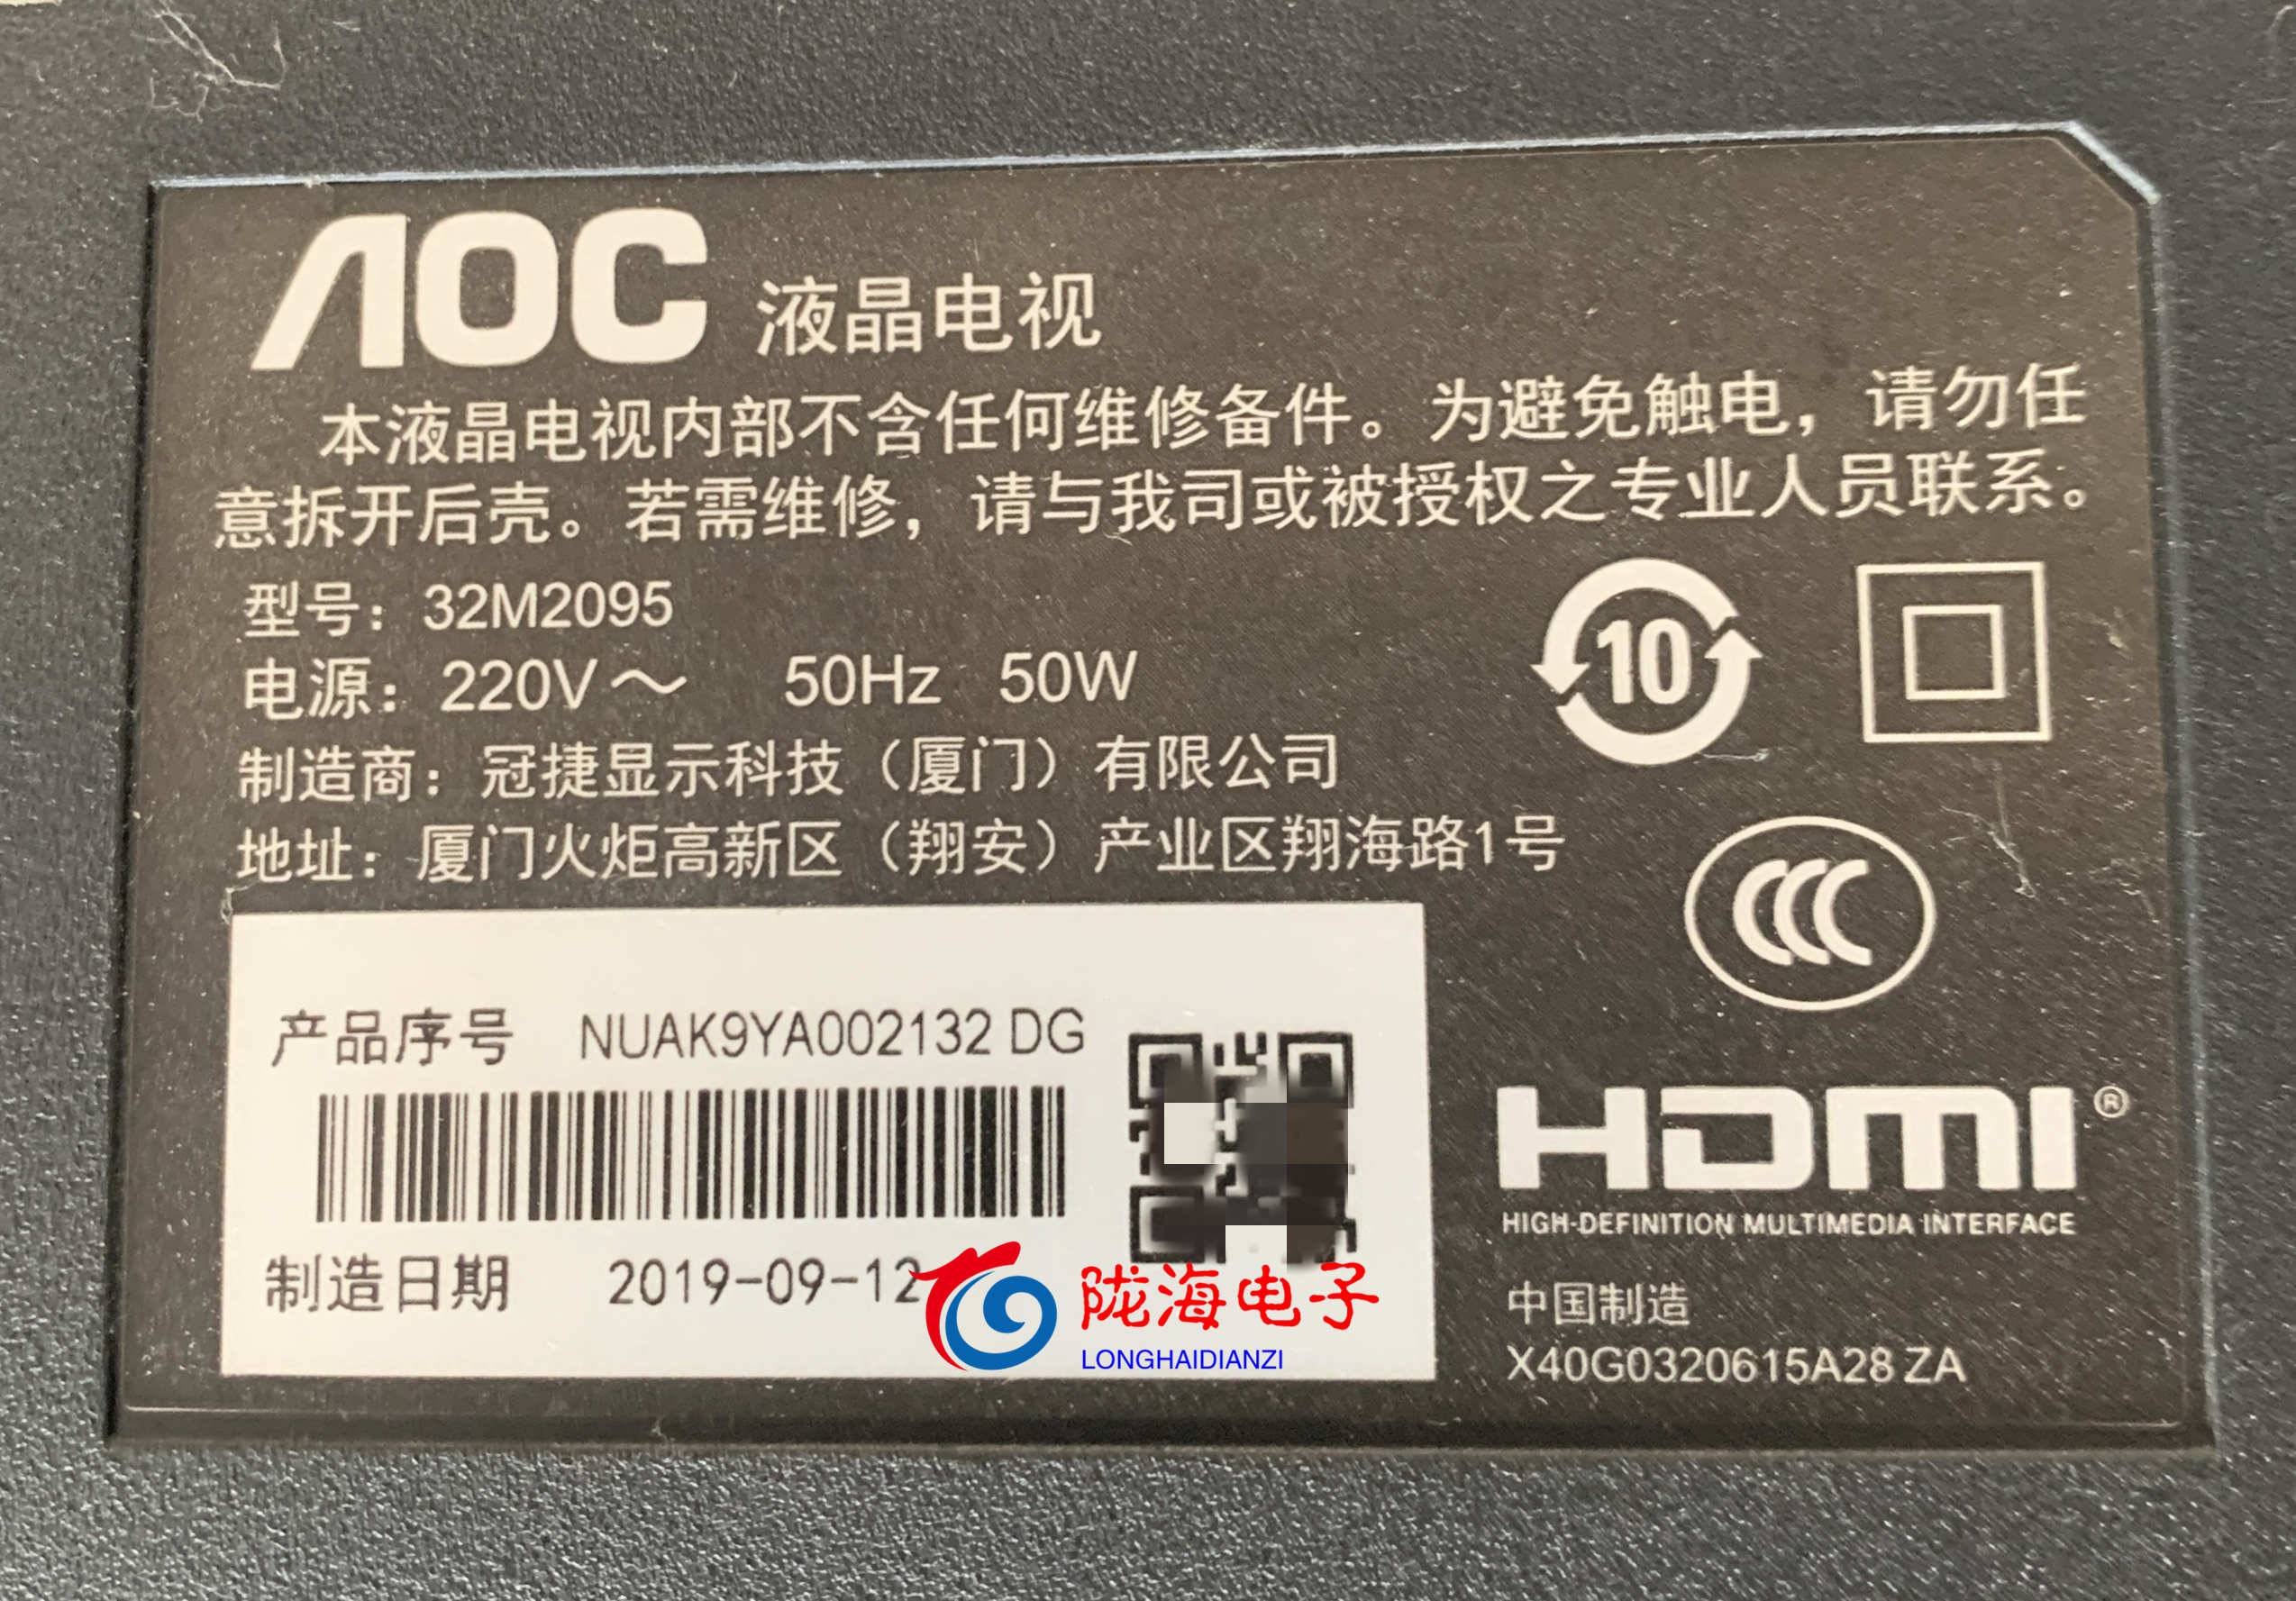 AOC 液晶电视
本液晶电视内部不含任何维修备件。为避免触电，请勿任
意拆开后壳。若需维修，请与我司或被授权之专业人员联系。
型号：32M2095
电源：220V～ 50Hz 50W
制造商：冠捷显示科技（厦门）有限公司
地址：厦门火炬高新区（翔安）产业区翔海路1号
10
CCC
产品序号 NUAK9YA002132 DG
制造日期 2019-09-12
陇海电子
LONGHAIDIANZI
HDMI®
HIGH-DEFINITION MULTIMEDIA INTERFACE
中国制造
X40G0320615A28 ZA